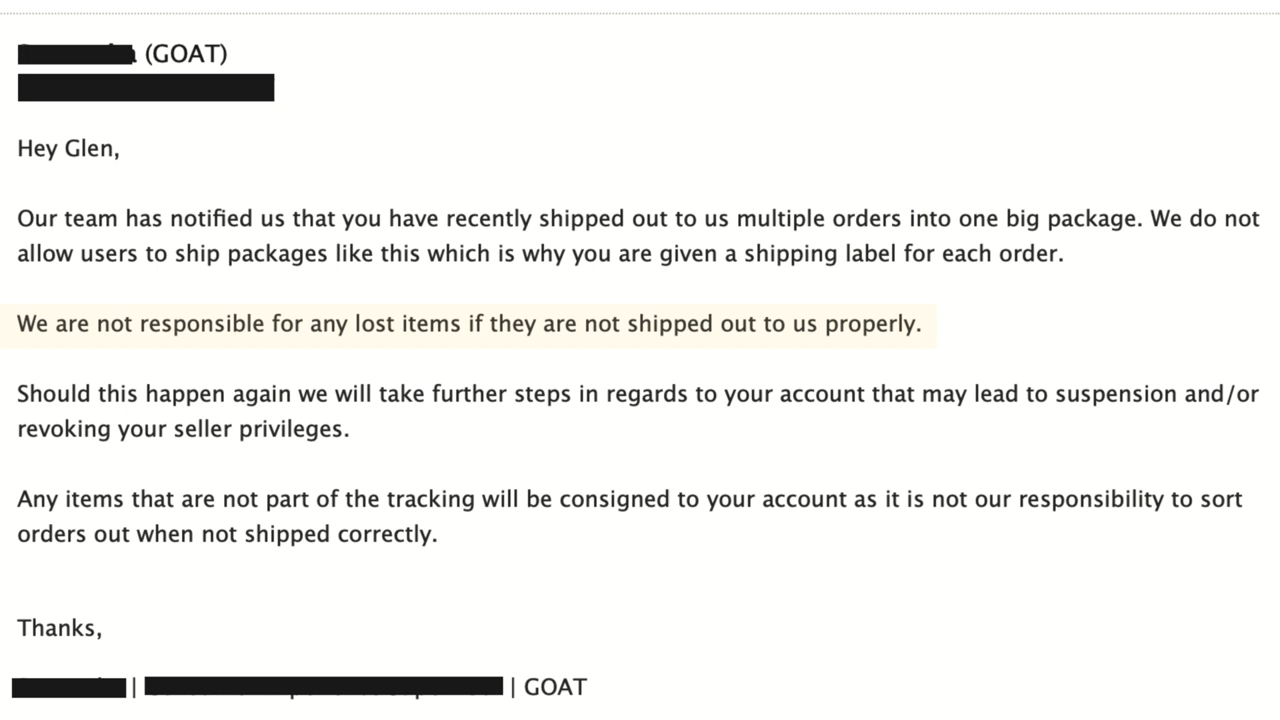 (GOAT)
Hey Glen,
Our team has notified us that you have recently shipped out to us multiple orders into one big package. We do not
allow users to ship packages like this which is why you are given a shipping label for each order.
We are not responsible for any lost items if they are not shipped out to us properly.
Should this happen again we will take further steps in regards to your account that may lead to suspension and/or
revoking your seller privileges.
Any items that are not part of the tracking will be consigned to your account as it is not our responsibility to sort
orders out when not shipped correctly.
Thanks,
| | GOAT